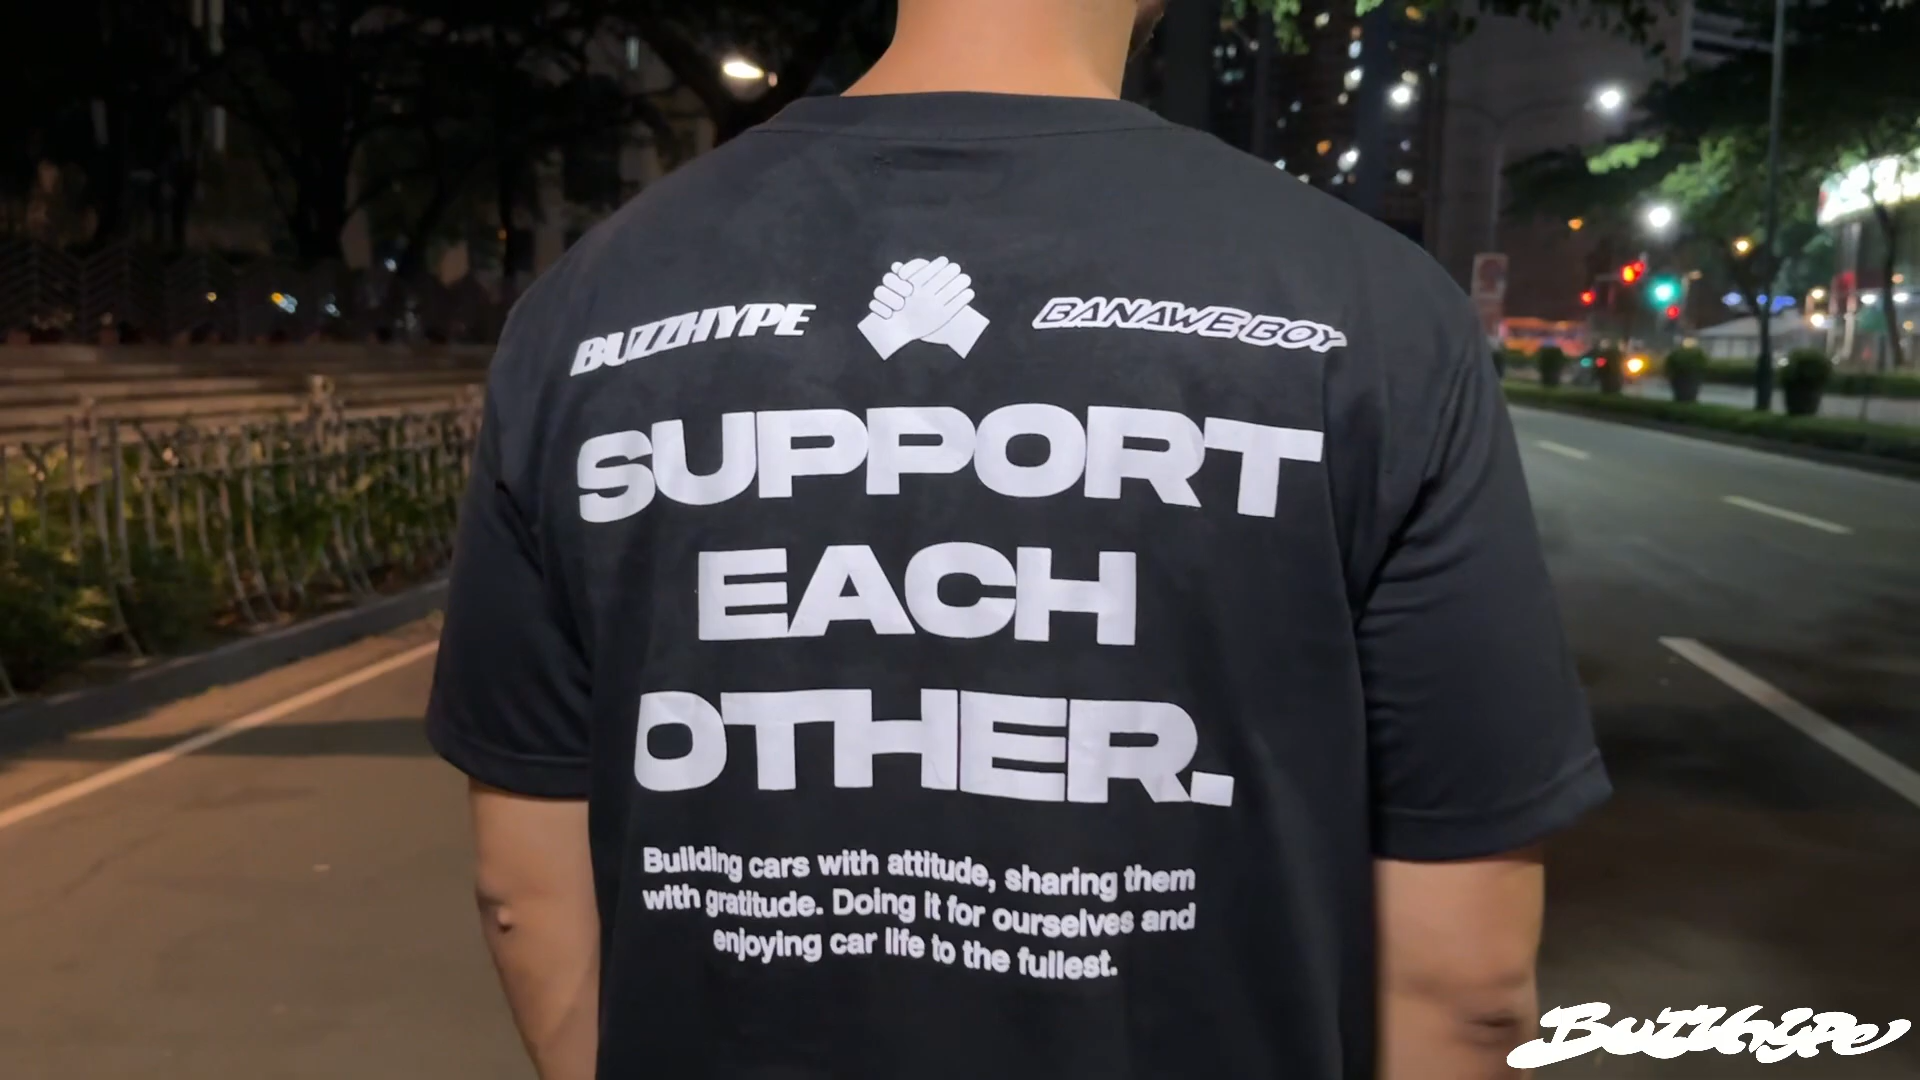 BUZZHYPE
BANAWE BOY
SUPPORT
EACH
OTHER.
Building cars with attitude, sharing them
with gratitude. Doing it for ourselves and
enjoying car life to the fullest.
BuzzHype